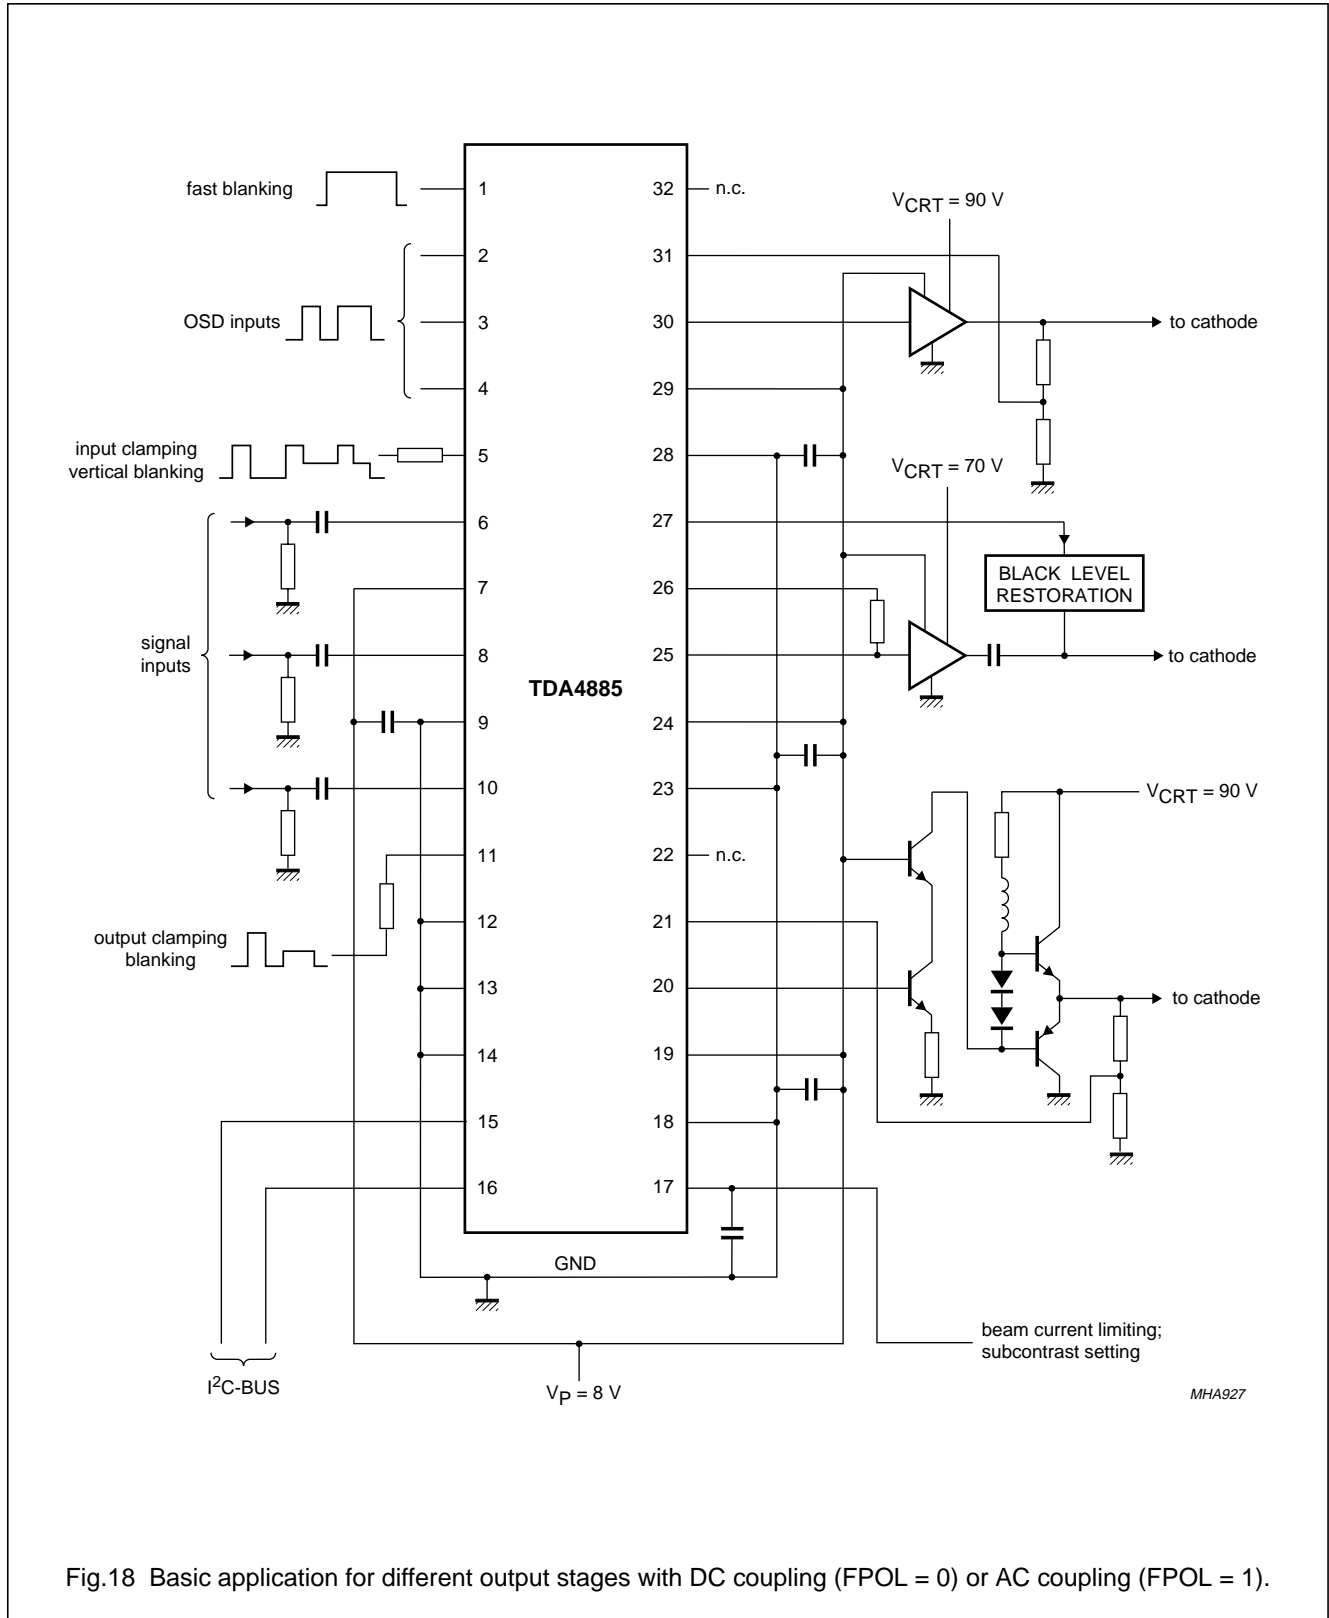 fast blanking
1
32
n.c.
VCRT = 90 V
2
31
OSD inputs
3
30
to cathode
4
29
input clamping
vertical blanking
5
28
VCRT = 70 V
6
27
BLACK LEVEL
RESTORATION
7
26
signal
inputs
8
25
to cathode
TDA4885
9
24
10
23
VCRT = 90 V
11
22
n.c.
output clamping
blanking
12
21
13
20
to cathode
14
19
15
18
16
17
GND
beam current limiting;
subcontrast setting
I²C-BUS
VP = 8 V
MHA927
Fig.18 Basic application for different output stages with DC coupling (FPOL = 0) or AC coupling (FPOL = 1).